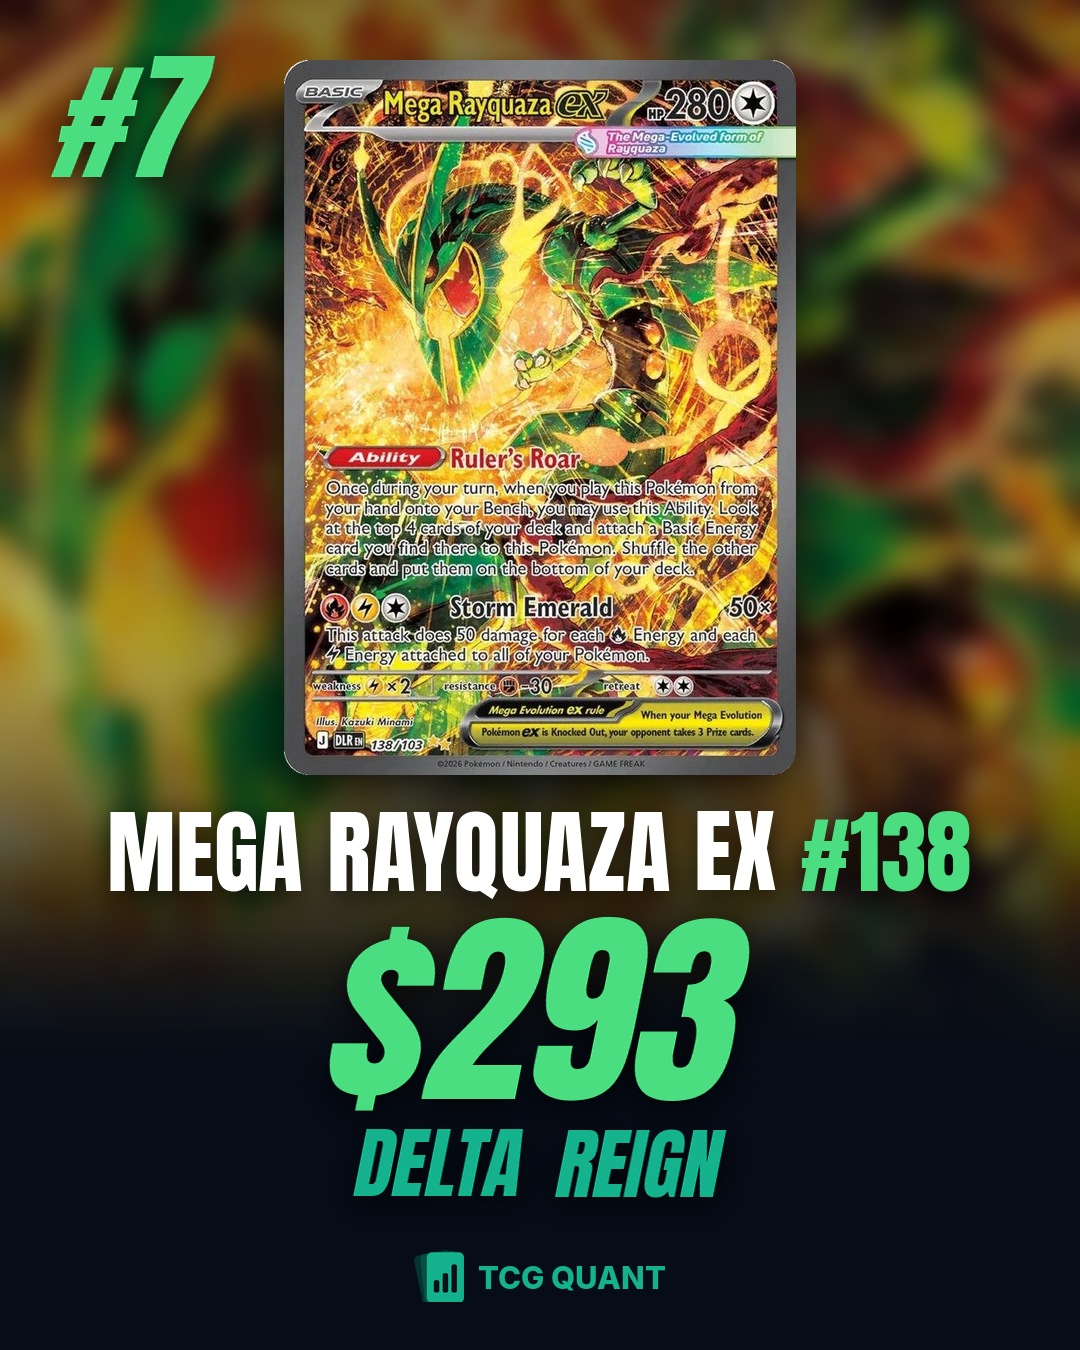 #7
BASIC
Mega Rayquaza ex HP 280
The Mega-Evolved form of
Rayquaza
Ability Ruler's Roar
Once during your turn, when you play this Pokémon from
your hand onto your Bench, you may use this Ability. Look
at the top 4 cards of your deck and attach a Basic Energy
card you find there to this Pokémon. Shuffle the other
cards and put them on the bottom of your deck.
Storm Emerald 50×
This attack does 50 damage for each Energy and each
Energy attached to all of your Pokémon.
weakness ×2 resistance -30 retreat
Illus. Kazuki Minami
Mega Evolution ex rule When your Mega Evolution
Pokémon ex is Knocked Out, your opponent takes 3 Prize cards.
J DLR EN 138/103
©2026 Pokémon / Nintendo / Creatures / GAME FREAK
MEGA RAYQUAZA EX #138
$293
DELTA REIGN
TCG QUANT